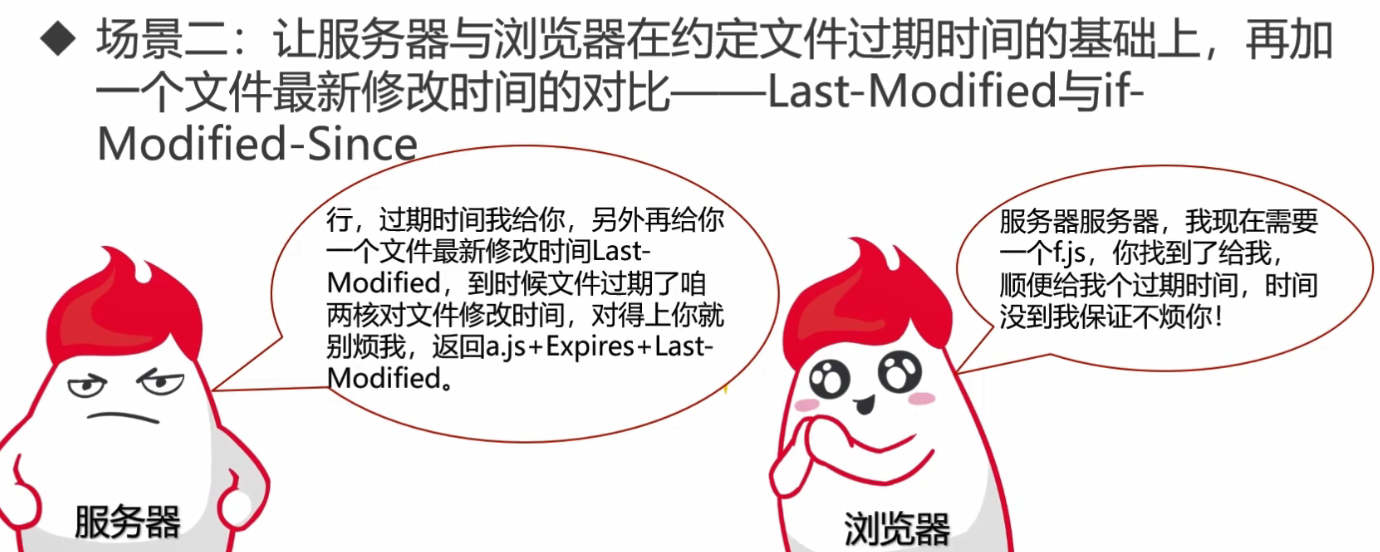 ◆ 场景二：让服务器与浏览器在约定文件过期时间的基础上，再加
一个文件最新修改时间的对比——Last-Modified与if-
Modified-Since
行，过期时间我给你，另外再给你
一个文件最新修改时间Last-
Modified，到时候文件过期了咱
两核对文件修改时间，对得上你就
别烦我，返回a.js+Expires+Last-
Modified。
服务器服务器，我现在需要
一个f.js，你找到了给我，
顺便给我个过期时间，时间
没到我保证不烦你！
服务器
浏览器